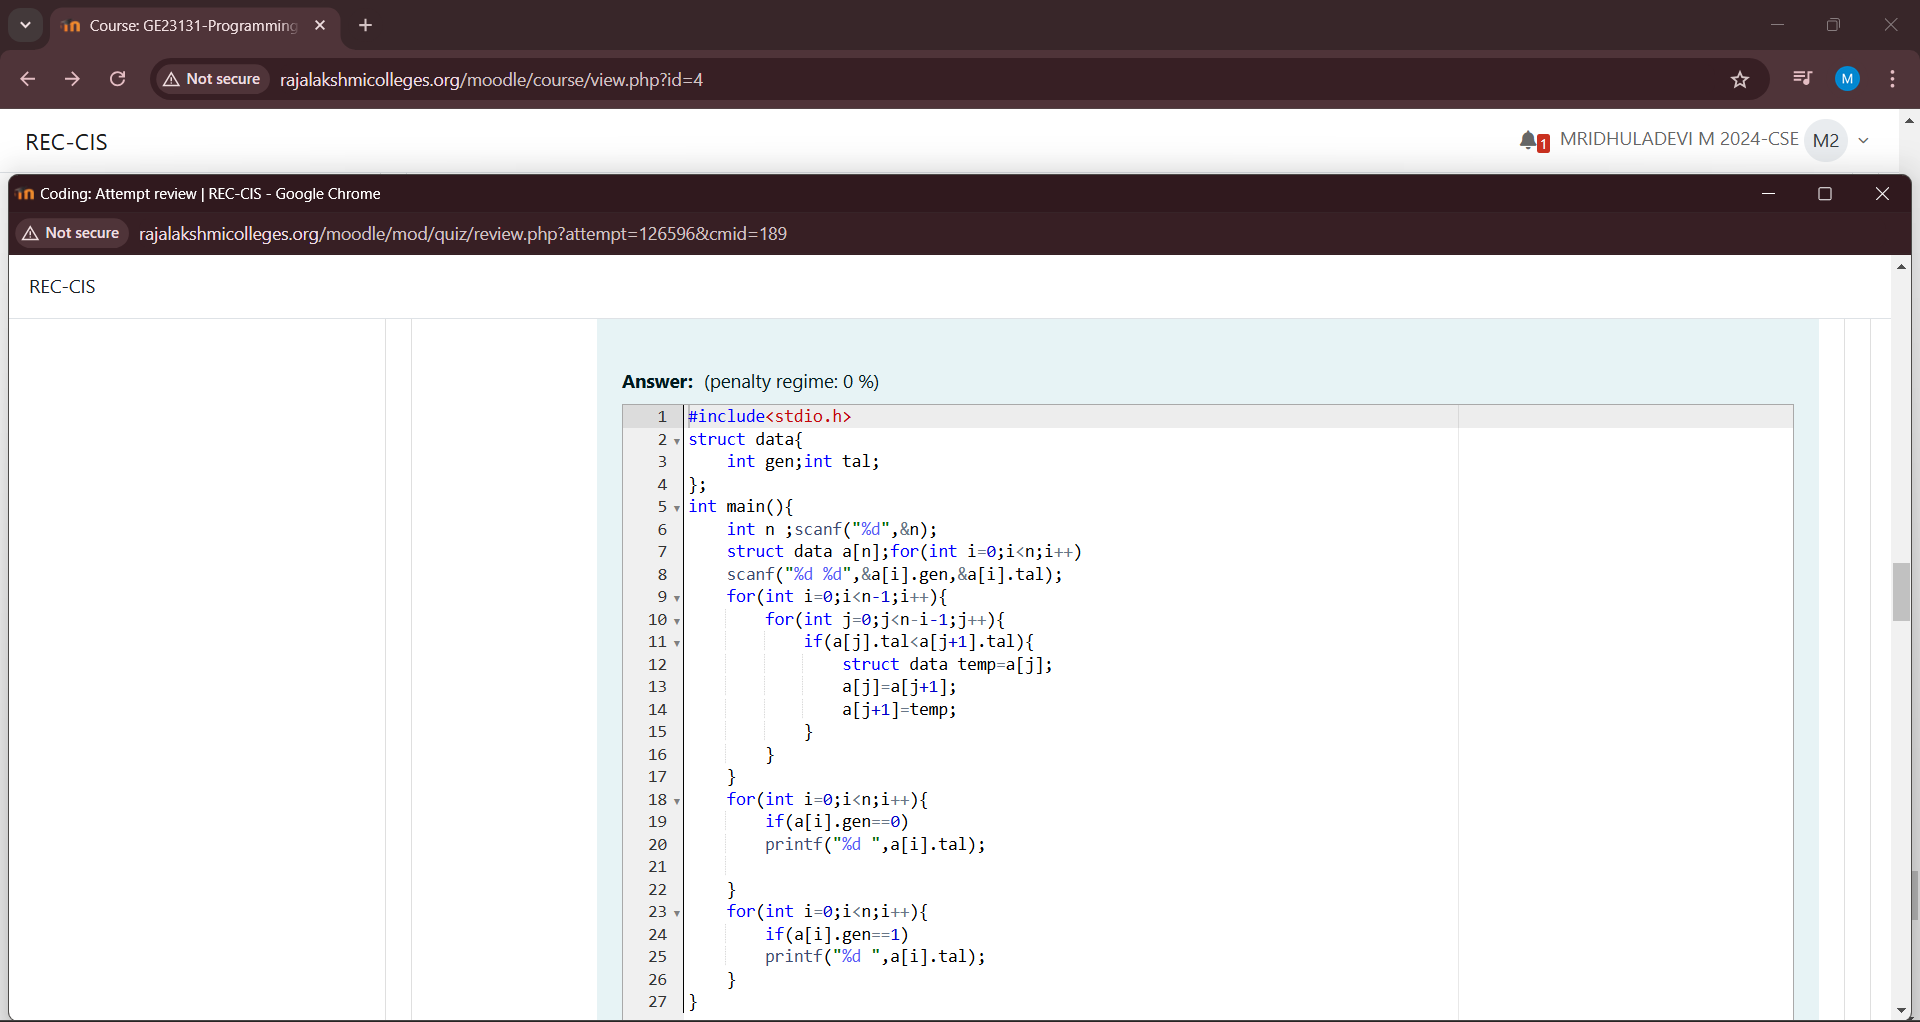 Course: GE23131-Programming
Not secure
rajalakshmicolleges.org/moodle/course/view.php?id=4
M
REC-CIS
1
MRIDHULADEVI M 2024-CSE
M2
Coding: Attempt review | REC-CIS - Google Chrome
Not secure
rajalakshmicolleges.org/moodle/mod/quiz/review.php?attempt=126596&cmid=189
REC-CIS
Answer: (penalty regime: 0 %)
1 #include<stdio.h>
2 struct data{
3     int gen;int tal;
4 };
5 int main(){
6     int n ;scanf("%d",&n);
7     struct data a[n];for(int i=0;i<n;i++)
8     scanf("%d %d",&a[i].gen,&a[i].tal);
9     for(int i=0;i<n-1;i++){
10         for(int j=0;j<n-i-1;j++){
11             if(a[j].tal<a[j+1].tal){
12                 struct data temp=a[j];
13                 a[j]=a[j+1];
14                 a[j+1]=temp;
15             }
16         }
17     }
18     for(int i=0;i<n;i++){
19         if(a[i].gen==0)
20         printf("%d ",a[i].tal);
21
22     }
23     for(int i=0;i<n;i++){
24         if(a[i].gen==1)
25         printf("%d ",a[i].tal);
26     }
27 }